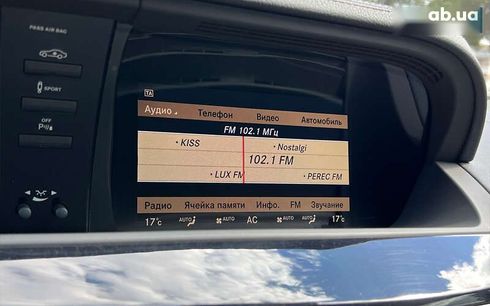 ab.ua
PASS AIR BAG
SPORT
OFF
P
TA
Аудио Телефон Видео Автомобиль
FM 102.1 МГц
• KISS • Nostalgi
102.1 FM
• LUX FM • PEREC FM
Радио Ячейка памяти Инфо. FM Звучание
17°C AUTO AUTO AC AUTO AUTO 17°C